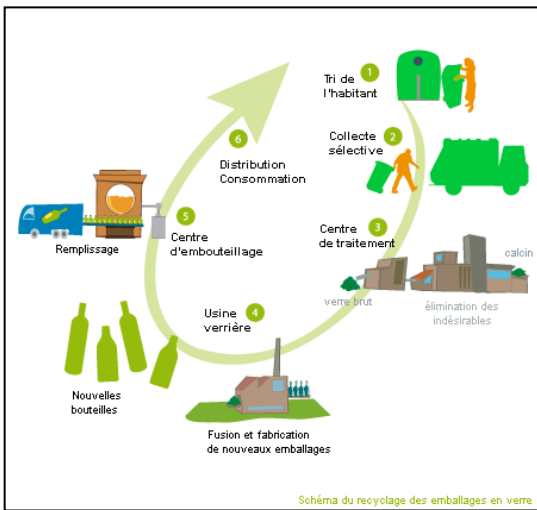 1
Tri de
l'habitant
2
Collecte
sélective
3
Centre
de traitement
verre brut
calcin
élimination des
indésirables
4
Usine
verrière
Fusion et fabrication
de nouveaux emballages
Nouvelles
bouteilles
5
Centre
d'embouteillage
Remplissage
6
Distribution
Consommation
Schéma du recyclage des emballages en verre